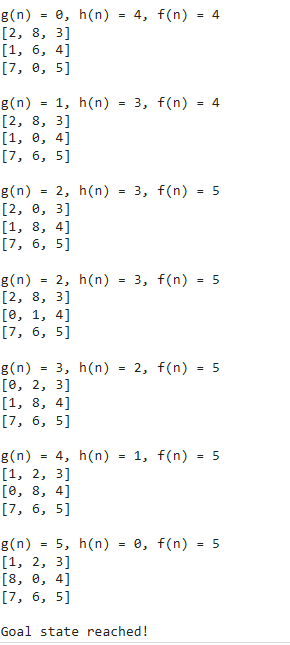 g(n) = 0, h(n) = 4, f(n) = 4
[2, 8, 3]
[1, 6, 4]
[7, 0, 5]
g(n) = 1, h(n) = 3, f(n) = 4
[2, 8, 3]
[1, 0, 4]
[7, 6, 5]
g(n) = 2, h(n) = 3, f(n) = 5
[2, 0, 3]
[1, 8, 4]
[7, 6, 5]
g(n) = 2, h(n) = 3, f(n) = 5
[2, 8, 3]
[0, 1, 4]
[7, 6, 5]
g(n) = 3, h(n) = 2, f(n) = 5
[0, 2, 3]
[1, 8, 4]
[7, 6, 5]
g(n) = 4, h(n) = 1, f(n) = 5
[1, 2, 3]
[0, 8, 4]
[7, 6, 5]
g(n) = 5, h(n) = 0, f(n) = 5
[1, 2, 3]
[8, 0, 4]
[7, 6, 5]
Goal state reached!